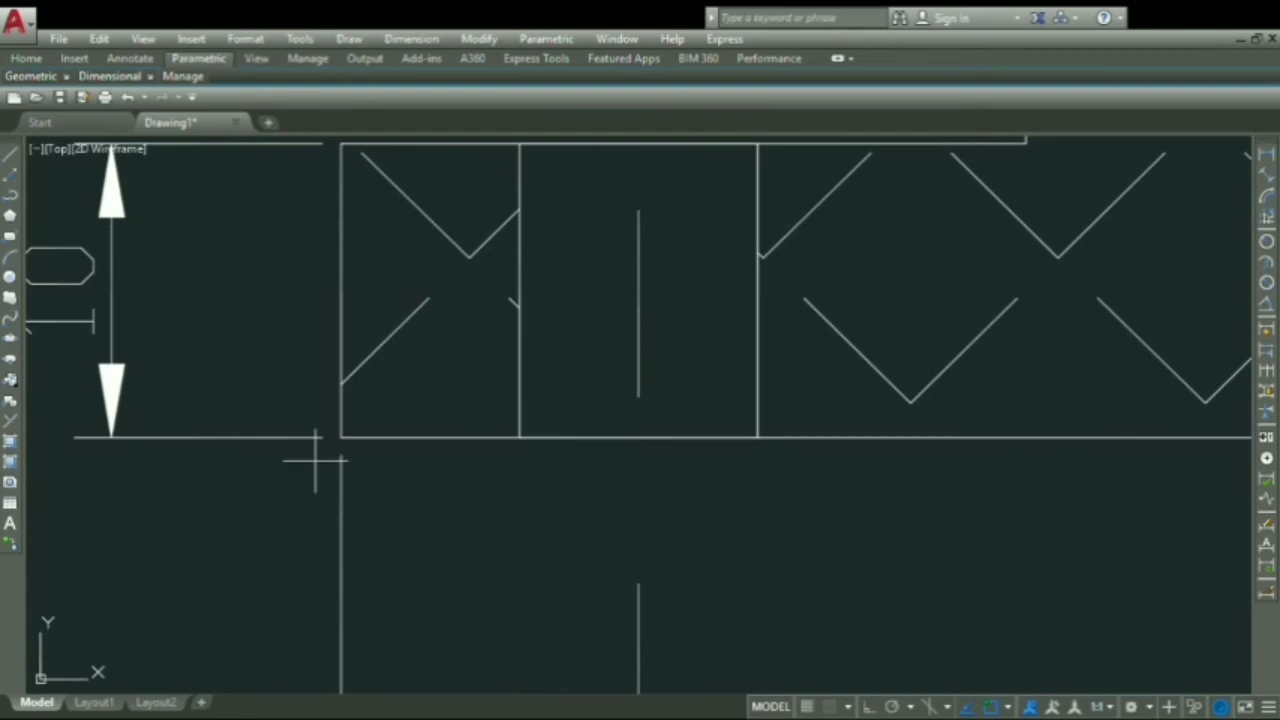 A
Type a keyword or phrase
Sign In
File Edit View Insert Format Tools Draw Dimension Modify Parametric Window Help Express
Home Insert Annotate Parametric View Manage Output Add-ins A360 Express Tools Featured Apps BIM 360 Performance
Geometric » Dimensional » Manage
Start Drawing1*
[−][Top][2D Wireframe]
A
Y
X
Model Layout1 Layout2
MODEL 1:1